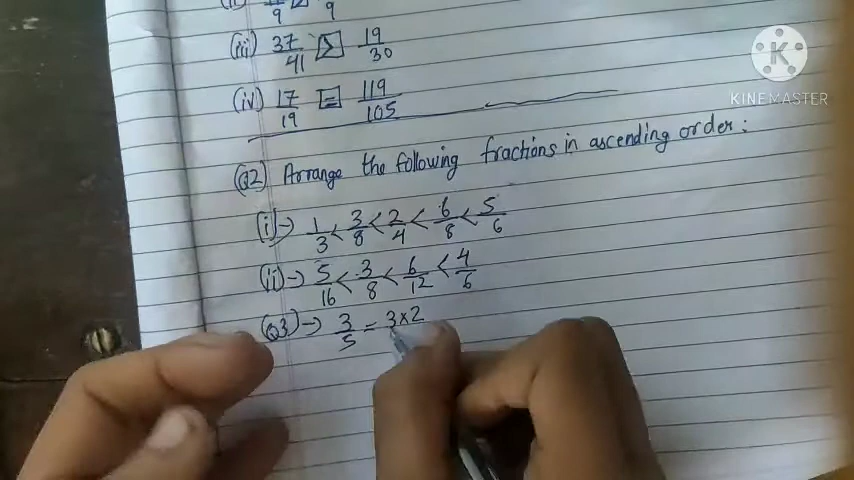 9 9
(iii) 37/41 > 19/30
(iv) 17/19 = 119/105
KINEMASTER
Q2) Arrange the following fractions in ascending order:
(i)→ 1/3 < 3/8 < 2/4 < 6/8 < 5/6
(ii)→ 5/16 < 3/8 < 6/12 < 4/6
Q3)→ 3/5 = 3×2